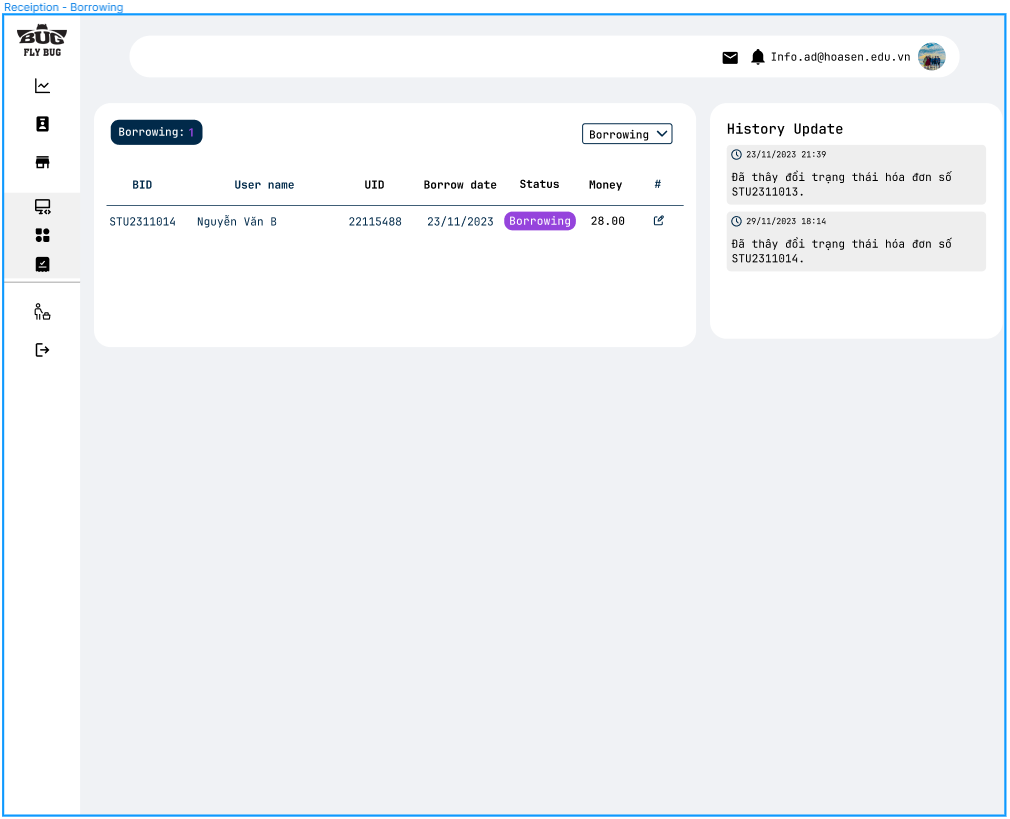 Receiption - Borrowing
BUG
FLY BUG
Info.ad@hoasen.edu.vn
Borrowing: 1
Borrowing
BID User name UID Borrow date Status Money #
STU2311014 Nguyễn Văn B 22115488 23/11/2023 Borrowing 28.00
History Update
23/11/2023 21:39
Đã thây đổi trạng thái hóa đơn số
STU2311013.
29/11/2023 18:14
Đã thây đổi trạng thái hóa đơn số
STU2311014.